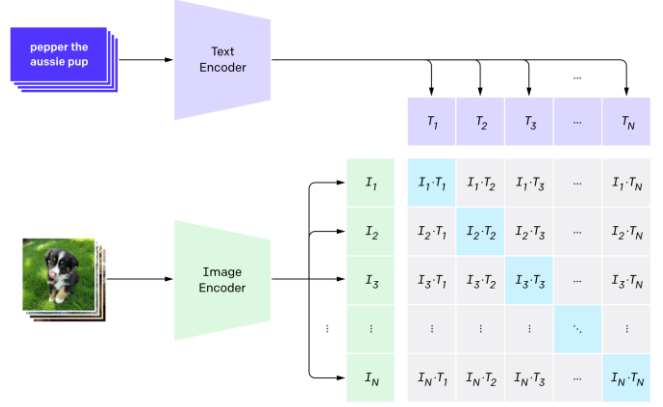 pepper the
aussie pup
Text
Encoder
...
T1 T2 T3 ... TN
I1 I1·T1 I1·T2 I1·T3 ... I1·TN
I2 I2·T1 I2·T2 I2·T3 ... I2·TN
Image
Encoder
I3 I3·T1 I3·T2 I3·T3 ... I3·TN
⋮ ⋮ ⋮ ⋮ ⋮ ⋱ ⋮
IN IN·T1 IN·T2 IN·T3 ... IN·TN